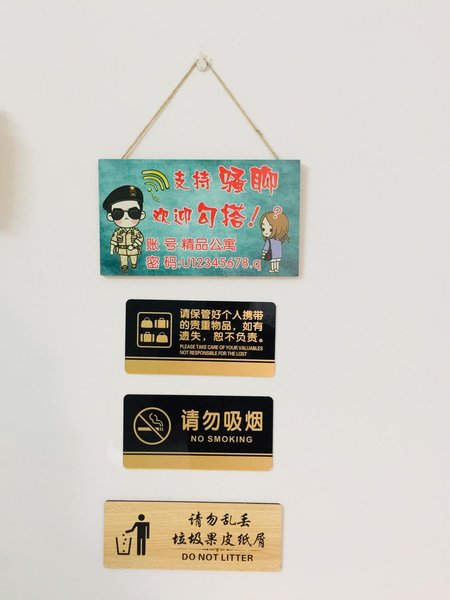 支持 骚聊
欢迎勾搭!
?
账 号:精品公寓
密 码:U12345678.q
请保管好个人携带
的贵重物品，如有
遗失，恕不负责。
PLEASE TAKE CARE OF YOUR VALUABLES
NOT RESPONSIBLE FOR THE LOST
请勿吸烟
NO SMOKING
请勿乱丢
垃圾果皮纸屑
DO NOT LITTER